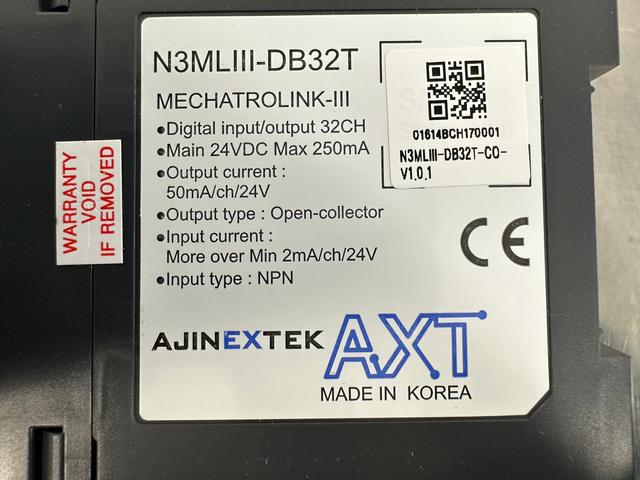 N3MLIII-DB32T
MECHATROLINK-III
•Digital input/output 32CH
•Main 24VDC Max 250mA
•Output current :
50mA/ch/24V
•Output type : Open-collector
•Input current :
More over Min 2mA/ch/24V
•Input type : NPN
01614BCH170001
N3MLIII-DB32T-CO-
V1.0.1
CE
WARRANTY
VOID
IF REMOVED
AJINEXTEK AXT
MADE IN KOREA